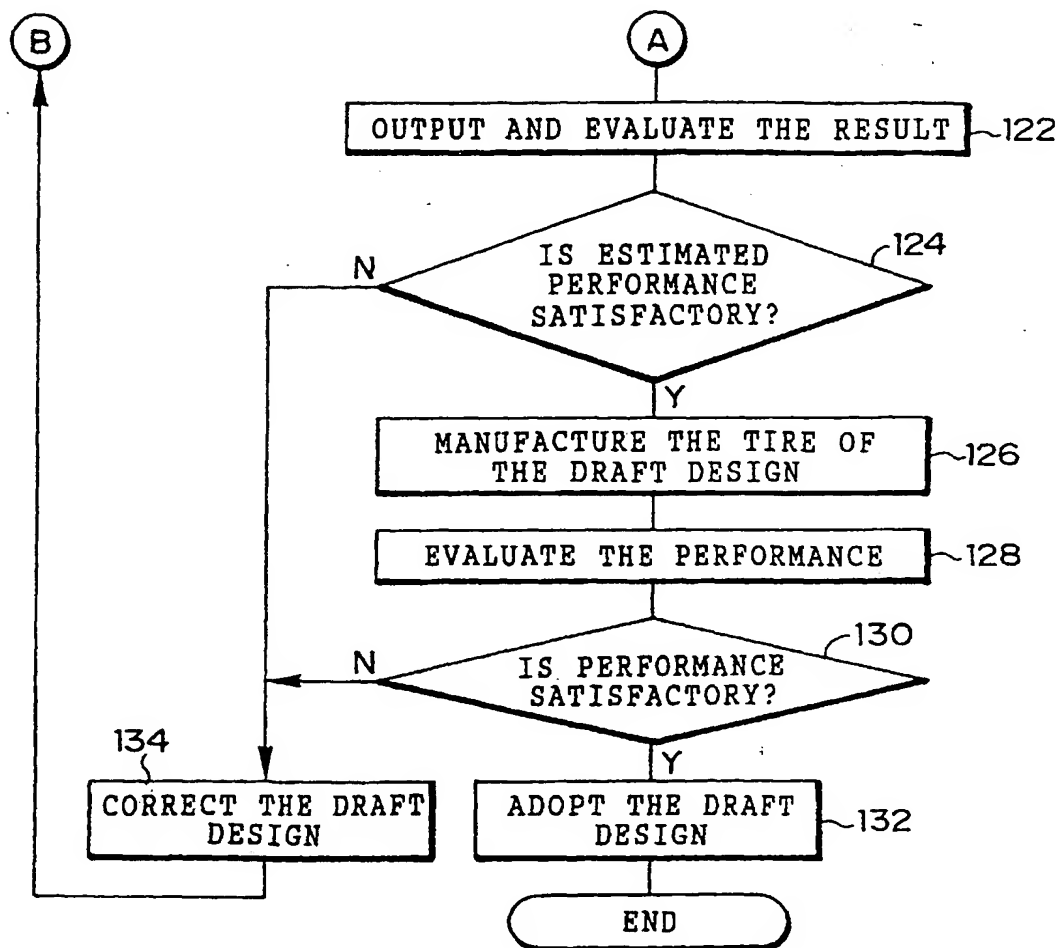 B
A
OUTPUT AND EVALUATE THE RESULT
122
IS ESTIMATED
PERFORMANCE
SATISFACTORY?
124
N
Y
MANUFACTURE THE TIRE OF
THE DRAFT DESIGN
126
EVALUATE THE PERFORMANCE
128
IS PERFORMANCE
SATISFACTORY?
130
N
Y
134
CORRECT THE DRAFT
DESIGN
ADOPT THE DRAFT
DESIGN
132
END